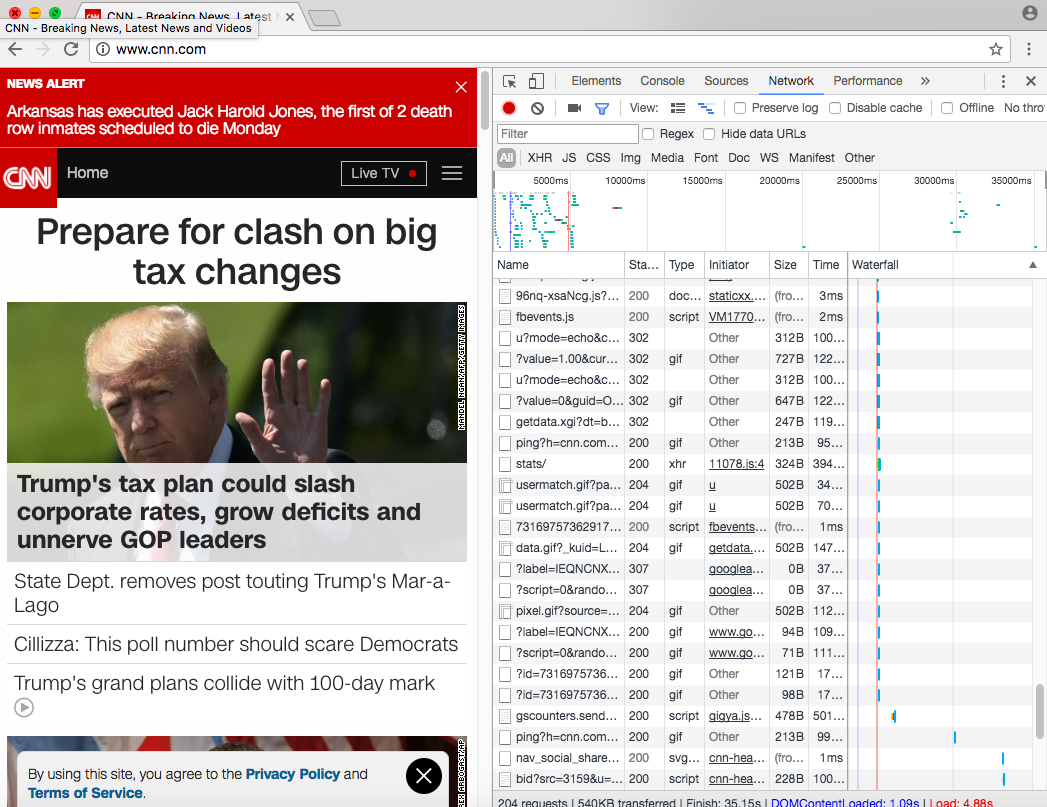 CNN - Breaking News, Latest N
CNN - Breaking News, Latest News and Videos
www.cnn.com
NEWS ALERT
Arkansas has executed Jack Harold Jones, the first of 2 death
row inmates scheduled to die Monday
CNN
Home
Live TV
Prepare for clash on big
tax changes
MANDEL NGAN/AFP/GETTY IMAGES
Trump's tax plan could slash
corporate rates, grow deficits and
unnerve GOP leaders
State Dept. removes post touting Trump's Mar-a-
Lago
Cillizza: This poll number should scare Democrats
Trump's grand plans collide with 100-day mark
By using this site, you agree to the Privacy Policy and
Terms of Service.
Elements Console Sources Network Performance »
View: Preserve log Disable cache Offline No thro
Filter Regex Hide data URLs
All XHR JS CSS Img Media Font Doc WS Manifest Other
5000ms 10000ms 15000ms 20000ms 25000ms 30000ms 35000ms
Name Sta... Type Initiator Size Time Waterfall
96nq-xsaNcg.js?... 200 doc... staticxx.... (fro... 3ms
fbevents.js 200 script VM1770... (fro... 2ms
u?mode=echo&c... 302 Other 312B 100...
?value=1.00&cur... 302 gif Other 727B 122...
u?mode=echo&c... 302 Other 312B 100...
?value=0&guid=O... 302 gif Other 647B 122...
getdata.xgi?dt=b... 302 Other 247B 119...
ping?h=cnn.com... 200 gif Other 213B 95...
stats/ 200 xhr 11078.js:4 324B 394...
usermatch.gif?pa... 204 gif u 502B 34...
usermatch.gif?pa... 204 gif u 502B 70...
73169757362917... 200 script fbevents... (fro... 1ms
data.gif?_kuid=L... 204 gif getdata.... 502B 147...
?label=IEQNCNX... 307 googlea... 0B 37...
?script=0&rando... 307 googlea... 0B 37...
pixel.gif?source=... 204 gif Other 502B 112...
?label=IEQNCNX... 200 gif www.go... 94B 109...
?script=0&rando... 200 gif www.go... 71B 111...
?id=7316975736... 200 gif Other 121B 17...
?id=7316975736... 200 gif Other 98B 17...
gscounters.send... 200 script gigya.js... 478B 501...
ping?h=cnn.com... 200 gif Other 213B 99...
nav_social_share... 200 svg... cnn-hea... (fro... 1ms
bid?src=3159&u=... 200 script cnn-hea... 228B 100...
204 requests | 540KB transferred | Finish: 35.15s | DOMContentLoaded: 1.09s | Load: 4.88s